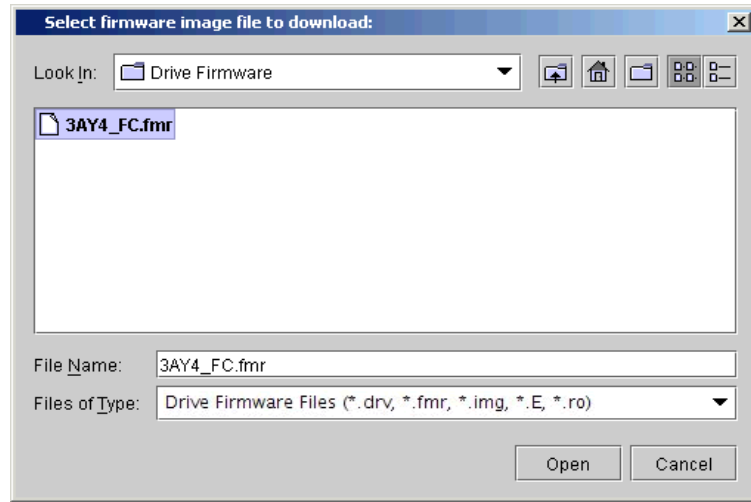 Select firmware image file to download:
Look In: Drive Firmware
3AY4_FC.fmr
File Name: 3AY4_FC.fmr
Files of Type: Drive Firmware Files (*.drv, *.fmr, *.img, *.E, *.ro)
Open Cancel